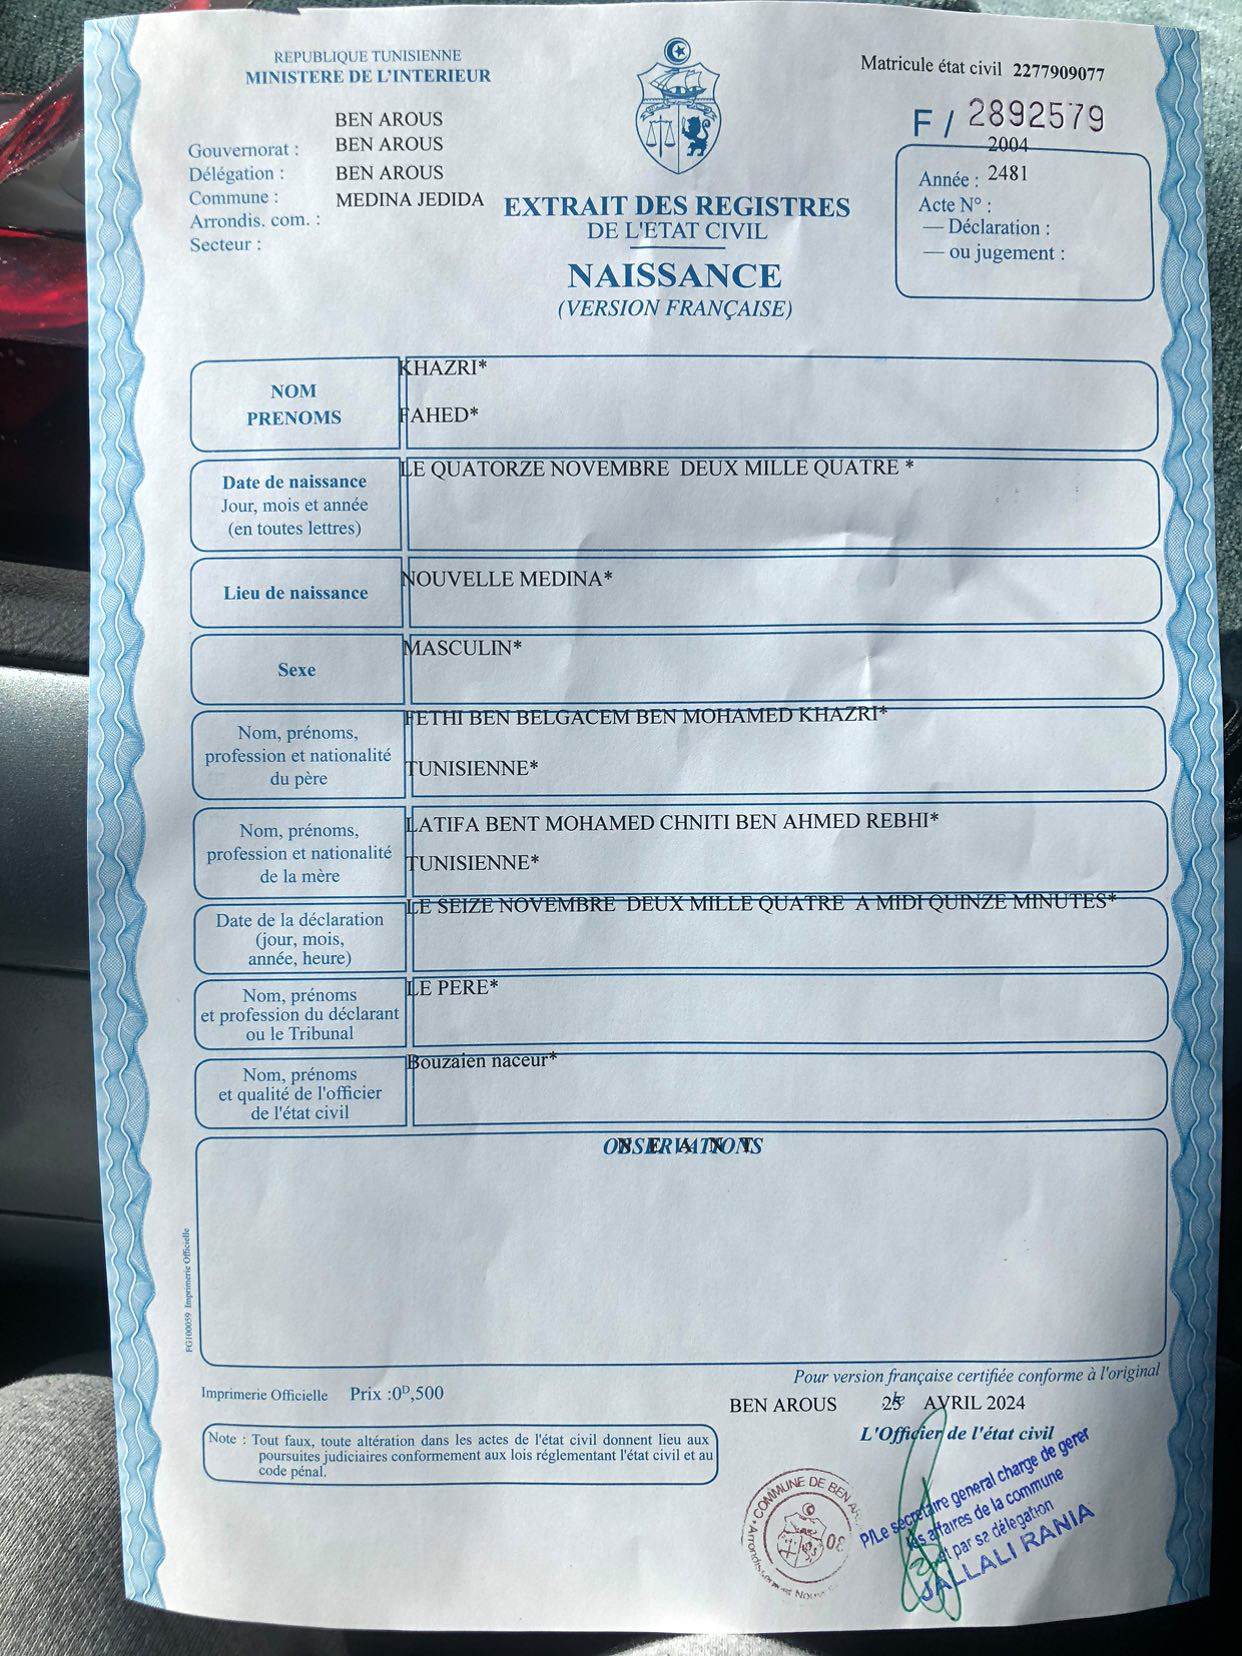 REPUBLIQUE TUNISIENNE
MINISTERE DE L'INTERIEUR
Matricule état civil 2277909077
F / 2892579
BEN AROUS
Gouvernorat : BEN AROUS
Délégation : BEN AROUS
Commune : MEDINA JEDIDA
Arrondis. com. :
Secteur :
2004
Année : 2481
Acte N° :
— Déclaration :
— ou jugement :
EXTRAIT DES REGISTRES
DE L'ETAT CIVIL
NAISSANCE
(VERSION FRANÇAISE)
NOM
PRENOMS
KHAZRI*
FAHED*
Date de naissance
Jour, mois et année
(en toutes lettres)
LE QUATORZE NOVEMBRE DEUX MILLE QUATRE *
Lieu de naissance
NOUVELLE MEDINA*
Sexe
MASCULIN*
Nom, prénoms,
profession et nationalité
du père
FETHI BEN BELGACEM BEN MOHAMED KHAZRI*
TUNISIENNE*
Nom, prénoms,
profession et nationalité
de la mère
LATIFA BENT MOHAMED CHNITI BEN AHMED REBHI*
TUNISIENNE*
Date de la déclaration
(jour, mois,
année, heure)
LE SEIZE NOVEMBRE DEUX MILLE QUATRE A MIDI QUINZE MINUTES*
Nom, prénoms
et profession du déclarant
ou le Tribunal
LE PERE*
Nom, prénoms
et qualité de l'officier
de l'état civil
Bouzaien naceur*
OBSERVATIONS
N E A N T
FG100059 Imprimerie Officielle
Imprimerie Officielle Prix :0D,500
Pour version française certifiée conforme à l'original
BEN AROUS AVRIL 2024
L'Officier de l'état civil
Note : Tout faux, toute altération dans les actes de l'état civil donnent lieu aux
poursuites judiciaires conformement aux lois réglementant l'état civil et au
code pénal.
COMMUNE DE BEN
08
P/Le secretaire general charge de gerer
les affaires de la commune
et par sa délégation
JALLALI RANIA